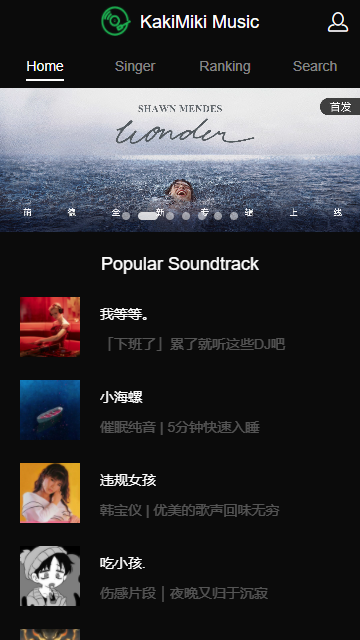 KakiMiki Music
Home
Singer
Ranking
Search
SHAWN MENDES
wonder
首发
萌德全新专辑上线
Popular Soundtrack
我等等。
「下班了」累了就听这些DJ吧
小海螺
催眠纯音 | 5分钟快速入睡
违规女孩
韩宝仪 | 优美的歌声回味无穷
吃小孩.
伤感片段｜夜晚又归于沉寂